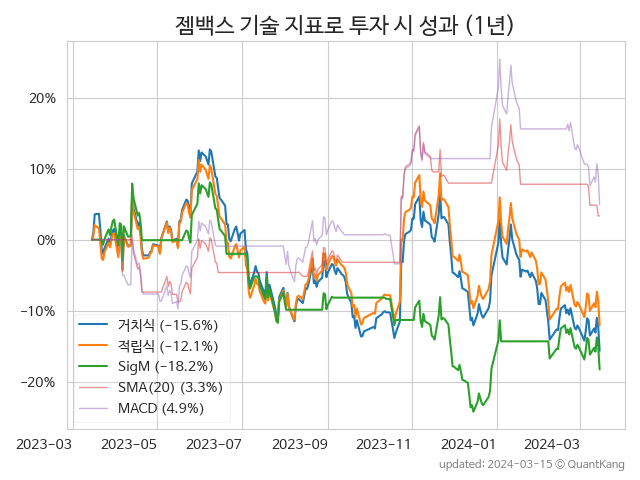 젬백스 기술 지표로 투자 시 성과 (1년)
20%
10%
0%
−10%
−20%
거치식 (−15.6%)
적립식 (−12.1%)
SigM (−18.2%)
SMA(20) (3.3%)
MACD (4.9%)
2023−03
2023−05
2023−07
2023−09
2023−11
2024−01
2024−03
updated: 2024−03−15 ⓒ QuantKang